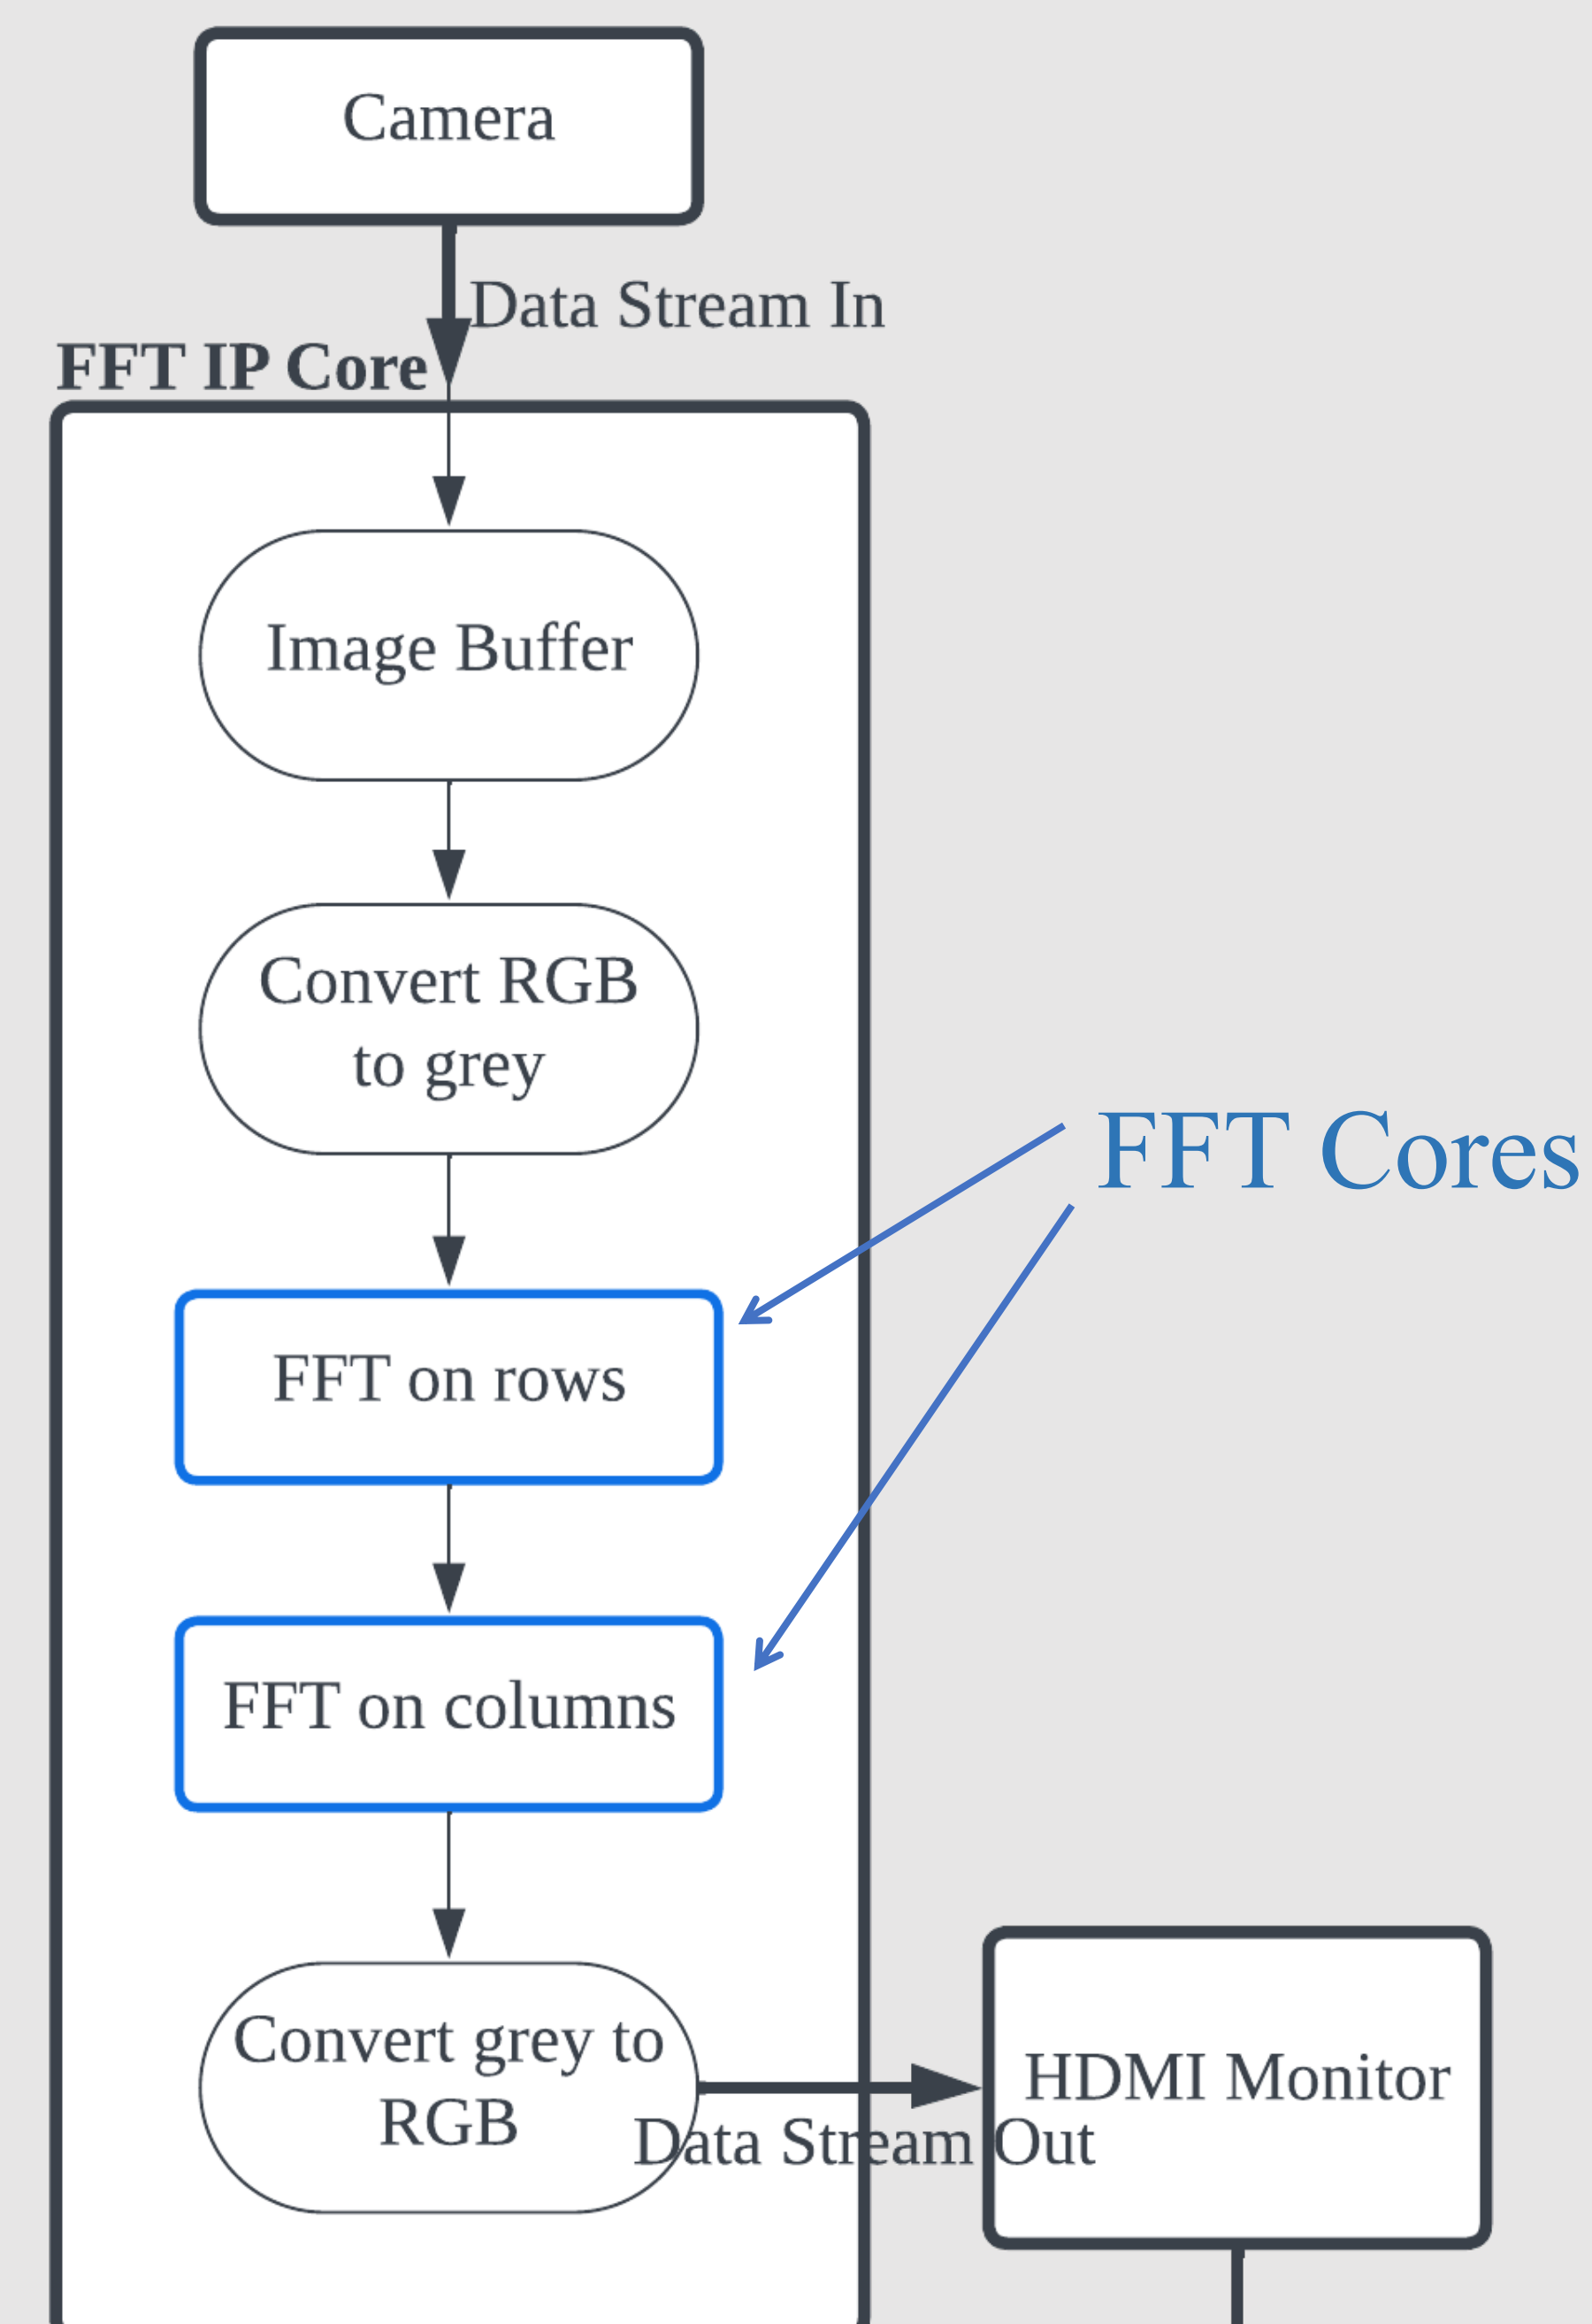 Camera
Data Stream In
FFT IP Core
Image Buffer
Convert RGB
to grey
FFT Cores
FFT on rows
FFT on columns
Convert grey to
RGB
HDMI Monitor
Data Stream Out